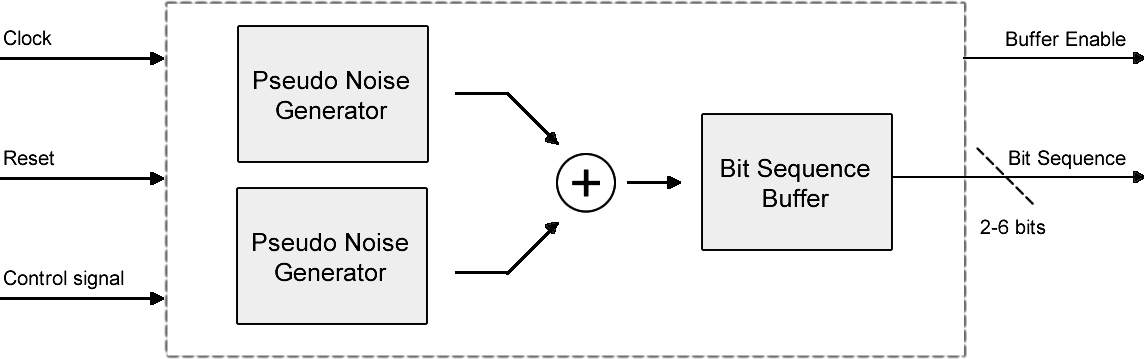 Clock
Reset
Control signal
Pseudo Noise
Generator
Pseudo Noise
Generator
+
Bit Sequence
Buffer
Buffer Enable
Bit Sequence
2-6 bits